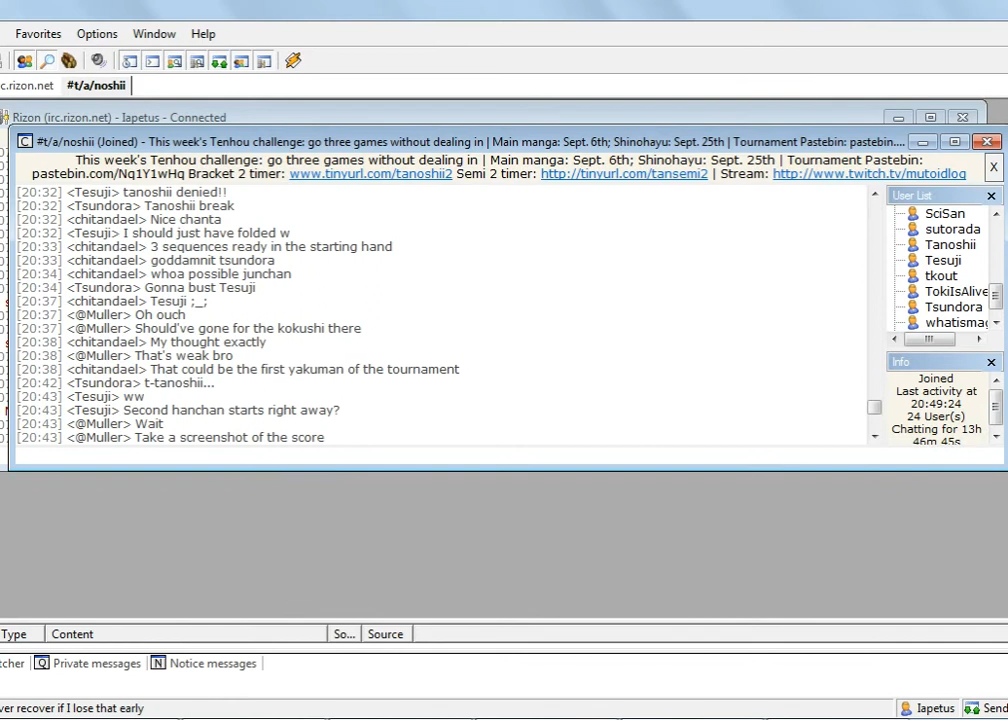 Favorites Options Window Help
c.rizon.net #t/a/noshii
Rizon (irc.rizon.net) - Iapetus - Connected
#t/a/noshii (Joined) - This week's Tenhou challenge: go three games without dealing in | Main manga: Sept. 6th; Shinohayu: Sept. 25th | Tournament Pastebin: pastebin....
This week's Tenhou challenge: go three games without dealing in | Main manga: Sept. 6th; Shinohayu: Sept. 25th | Tournament Pastebin:
pastebin.com/Nq1Y1wHq Bracket 2 timer: www.tinyurl.com/tanoshii2 Semi 2 timer: http://tinyurl.com/tansemi2 | Stream: http://www.twitch.tv/mutoidlog
X
[20:32] <Tesuji> tanoshii denied!!
[20:32] <Tsundora> Tanoshii break
[20:32] <chitandael> Nice chanta
[20:32] <Tesuji> I should just have folded w
[20:33] <chitandael> 3 sequences ready in the starting hand
[20:33] <chitandael> goddamnit tsundora
[20:34] <chitandael> whoa possible junchan
[20:34] <Tsundora> Gonna bust Tesuji
[20:37] <chitandael> Tesuji ;_;
[20:37] <@Muller> Oh ouch
[20:37] <@Muller> Should've gone for the kokushi there
[20:38] <chitandael> My thought exactly
[20:38] <@Muller> That's weak bro
[20:38] <chitandael> That could be the first yakuman of the tournament
[20:42] <Tsundora> t-tanoshii...
[20:43] <Tesuji> ww
[20:43] <Tesuji> Second hanchan starts right away?
[20:43] <@Muller> Wait
[20:43] <@Muller> Take a screenshot of the score
User List
SciSan
sutorada
Tanoshii
Tesuji
tkout
TokiIsAlive
Tsundora
whatismag
Info
Joined
Last activity at
20:49:24
24 User(s)
Chatting for 13h
46m 45s
Type Content So... Source
tcher Q Private messages N Notice messages
ver recover if I lose that early
Iapetus Send